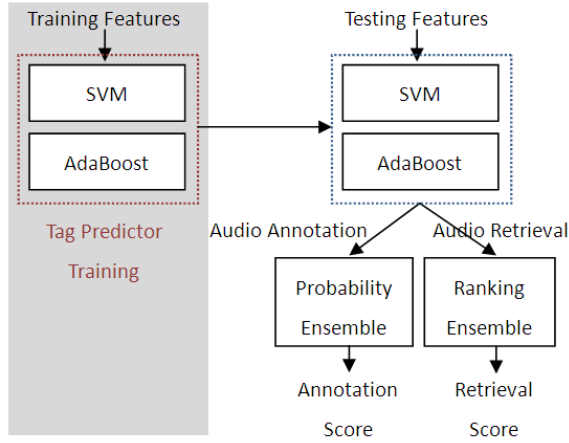 Training Features
SVM
AdaBoost
Tag Predictor
Training
Testing Features
SVM
AdaBoost
Audio Annotation
Audio Retrieval
Probability
Ensemble
Ranking
Ensemble
Annotation
Score
Retrieval
Score